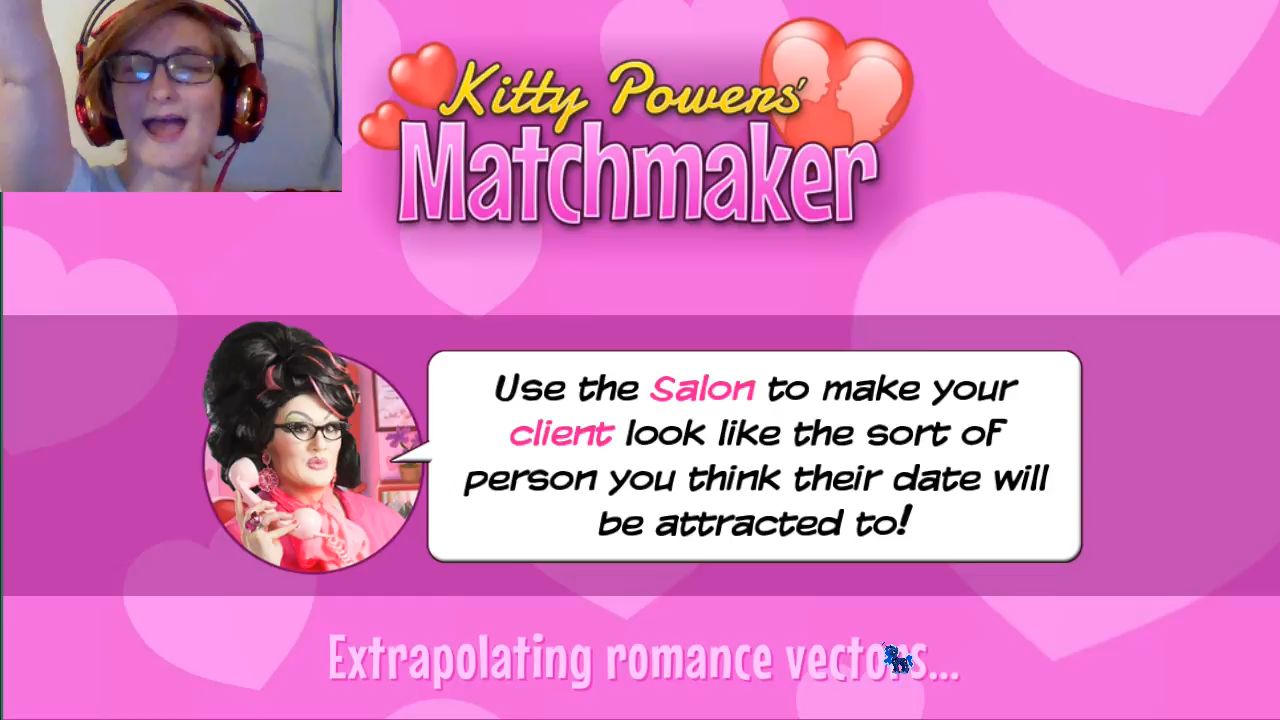 Kitty Powers'
Matchmaker
Use the Salon to make your
client look like the sort of
person you think their date will
be attracted to!
Extrapolating romance vectors...